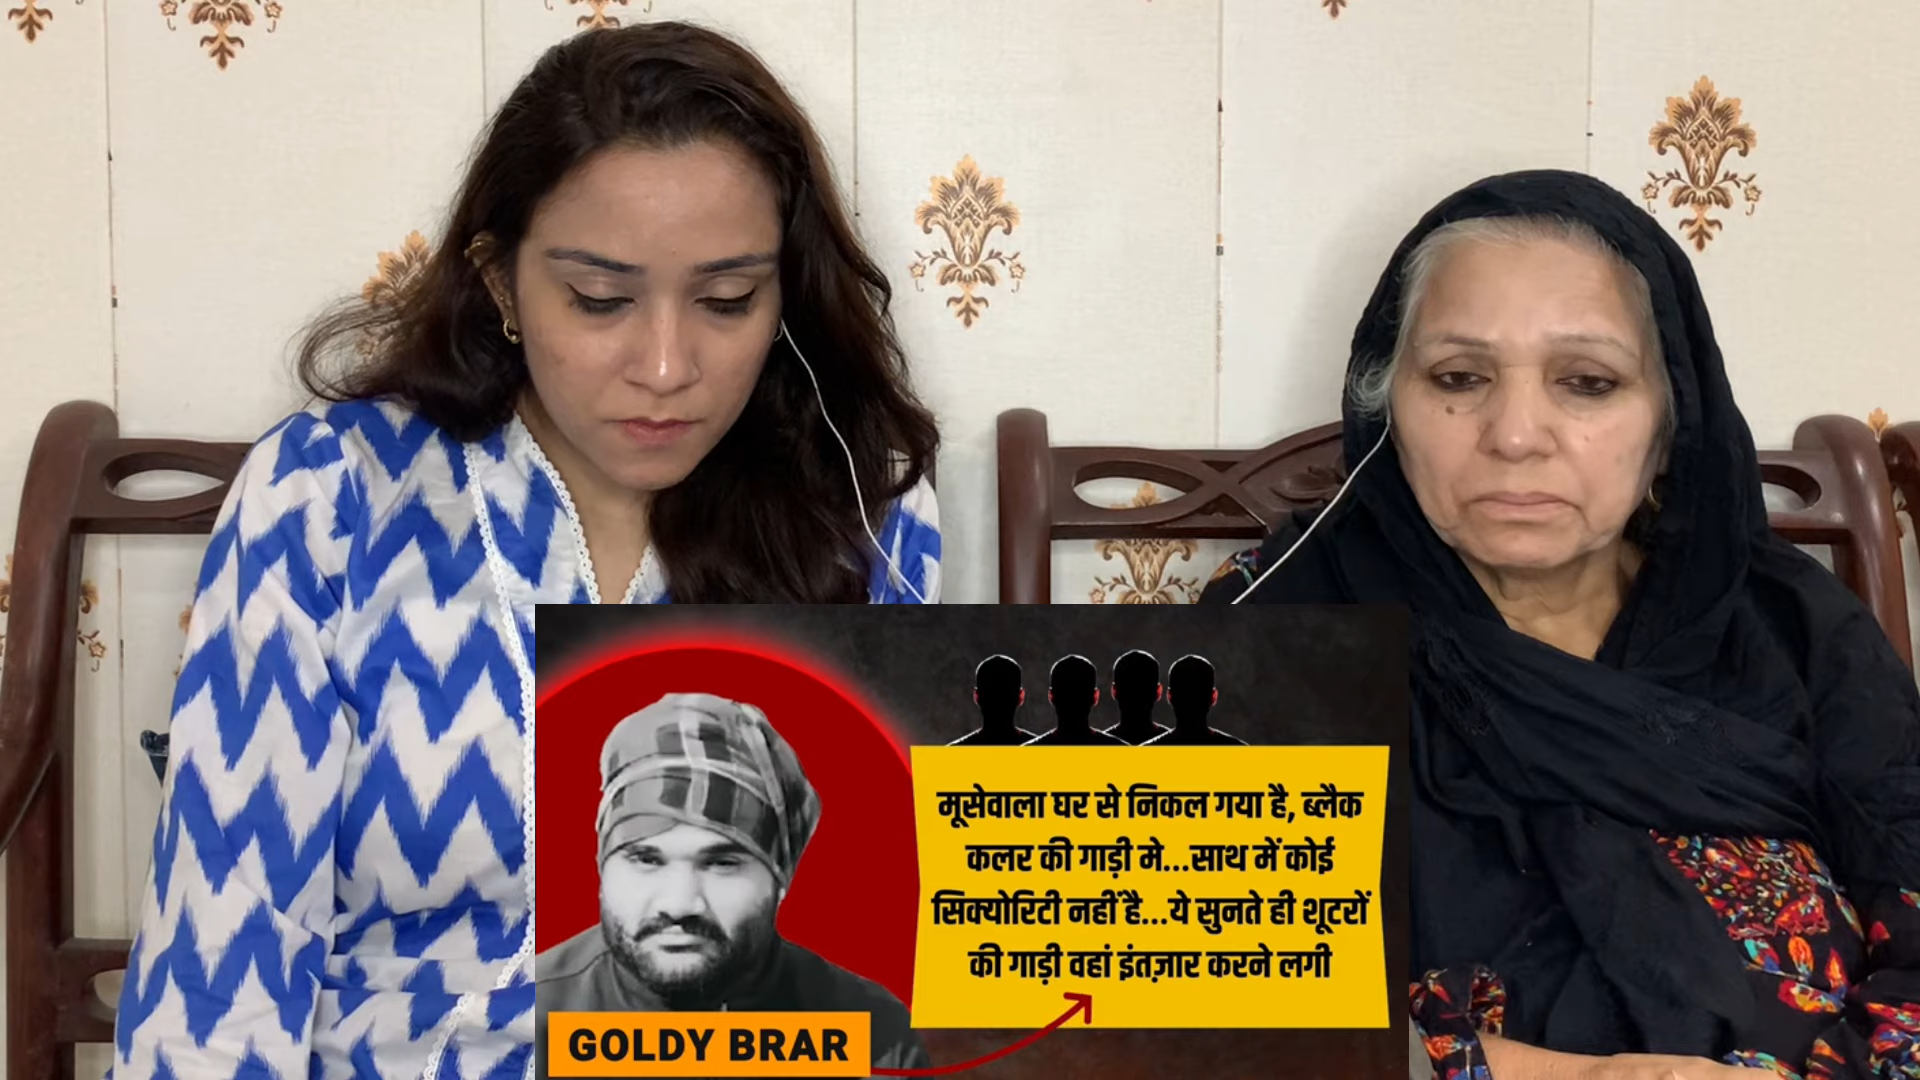 मूसेवाला घर से निकल गया है, ब्लैक
कलर की गाड़ी मे...साथ में कोई
सिक्योरिटी नहीं है...ये सुनते ही शूटरों
की गाड़ी वहां इंतज़ार करने लगी
GOLDY BRAR